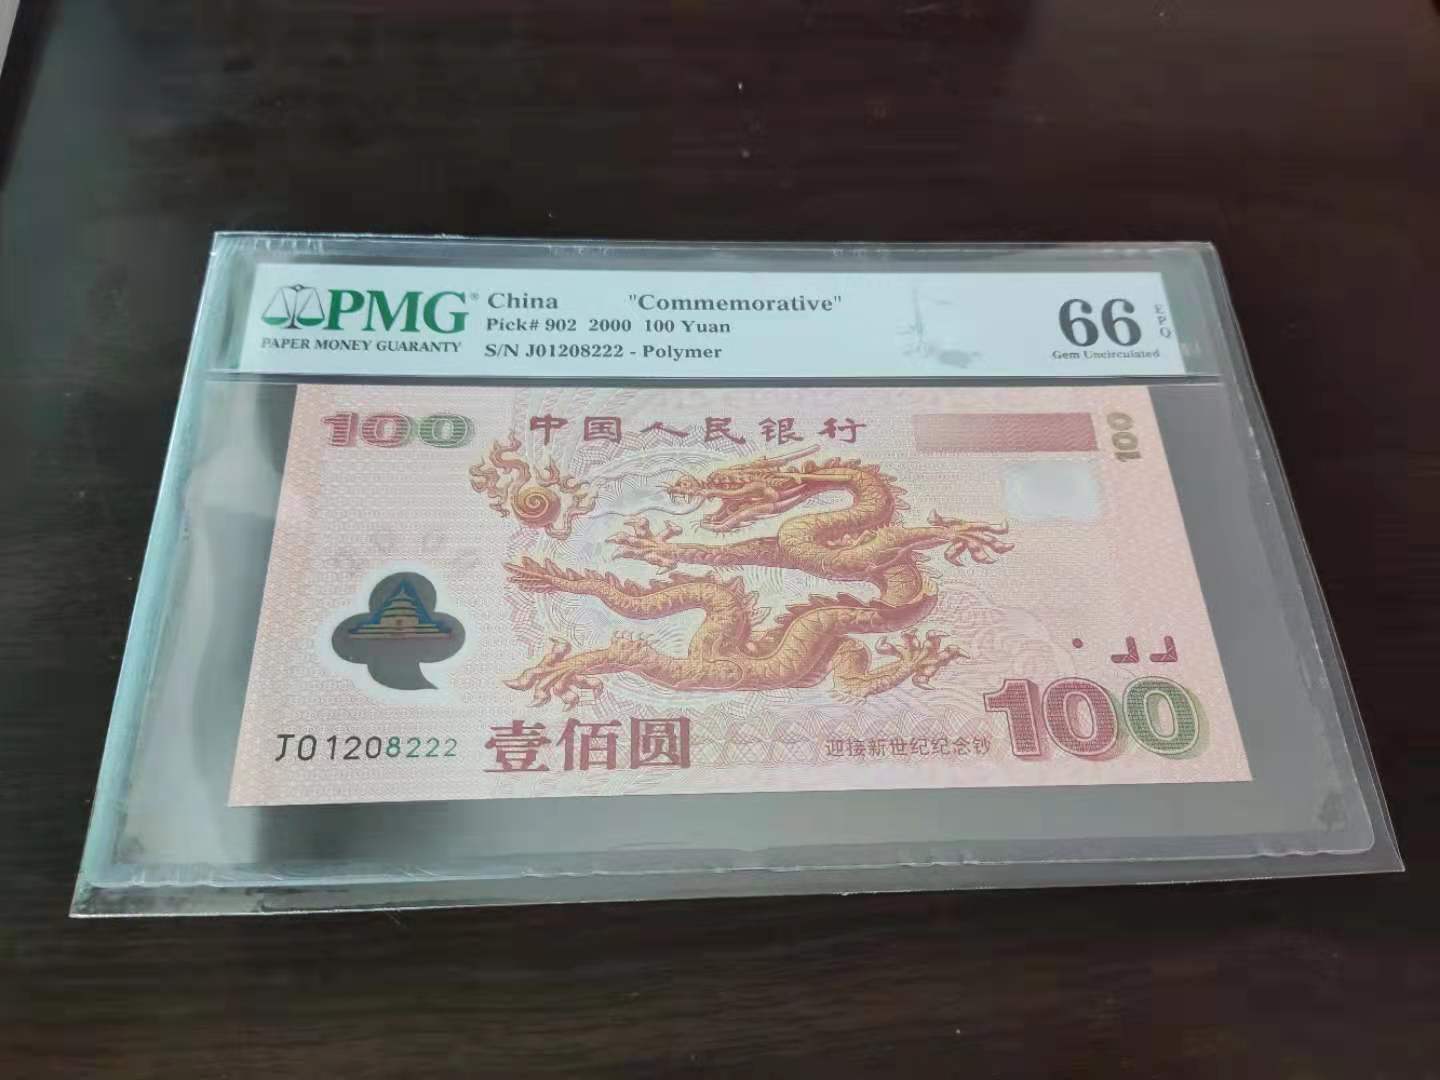 PMG®
PAPER MONEY GUARANTY
China "Commemorative"
Pick# 902 2000 100 Yuan
S/N J01208222 - Polymer
66 EPQ
Gem Uncirculated
100 中国人民银行
100
J01208222 壹佰圆
迎接新世纪纪念钞 100